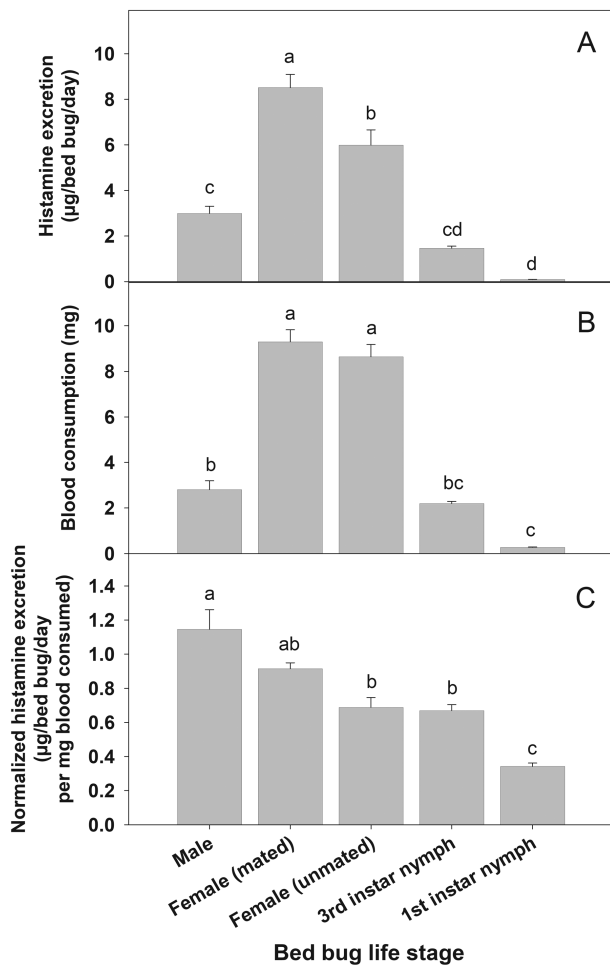 A
Histamine excretion
(µg/bed bug/day)
10
8
6
4
2
0
c
a
b
cd
d
B
Blood consumption (mg)
10
8
6
4
2
0
b
a
a
bc
c
C
Normalized histamine excretion
(µg/bed bug/day
per mg blood consumed)
1.2
1.4
1.0
0.8
0.6
0.4
0.2
0.0
a
ab
b
b
c
Male
Female (mated)
Female (unmated)
3rd instar nymph
1st instar nymph
Bed bug life stage